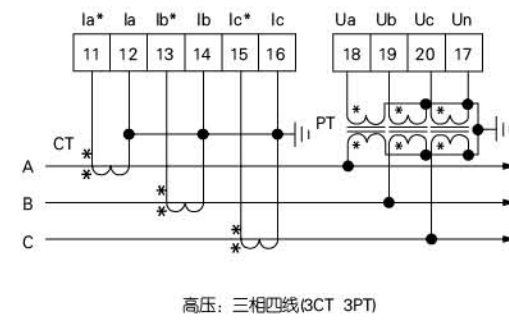 Ia* Ia Ib* Ib Ic* Ic Ua Ub Uc Un
11 12 13 14 15 16 18 19 20 17
* * *
PT
CT
* * *
*
A
*
*
B
*
*
C
高压：三相四线(3CT 3PT)